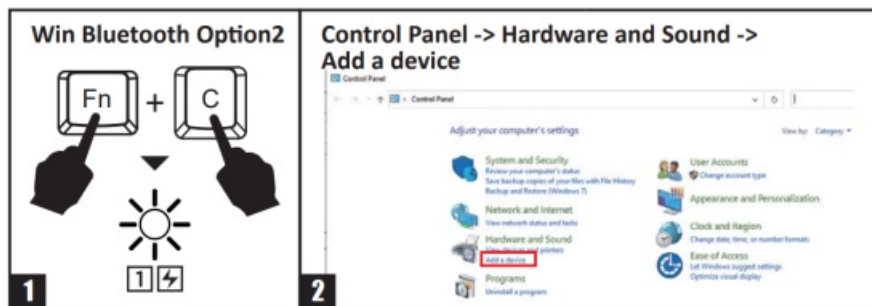 Win Bluetooth Option2
Fn + C
1
1
Control Panel -> Hardware and Sound ->
Add a device
Control Panel
Control Panel
Adjust your computer's settings
View by: Category
System and Security
Review your computer's status
Save backup copies of your files with File History
Backup and Restore (Windows 7)
Network and Internet
View network status and tasks
Hardware and Sound
View devices and printers
Add a device
Programs
Uninstall a program
User Accounts
Change account type
Appearance and Personalization
Clock and Region
Change date, time, or number formats
Ease of Access
Let Windows suggest settings
Optimize visual display
2